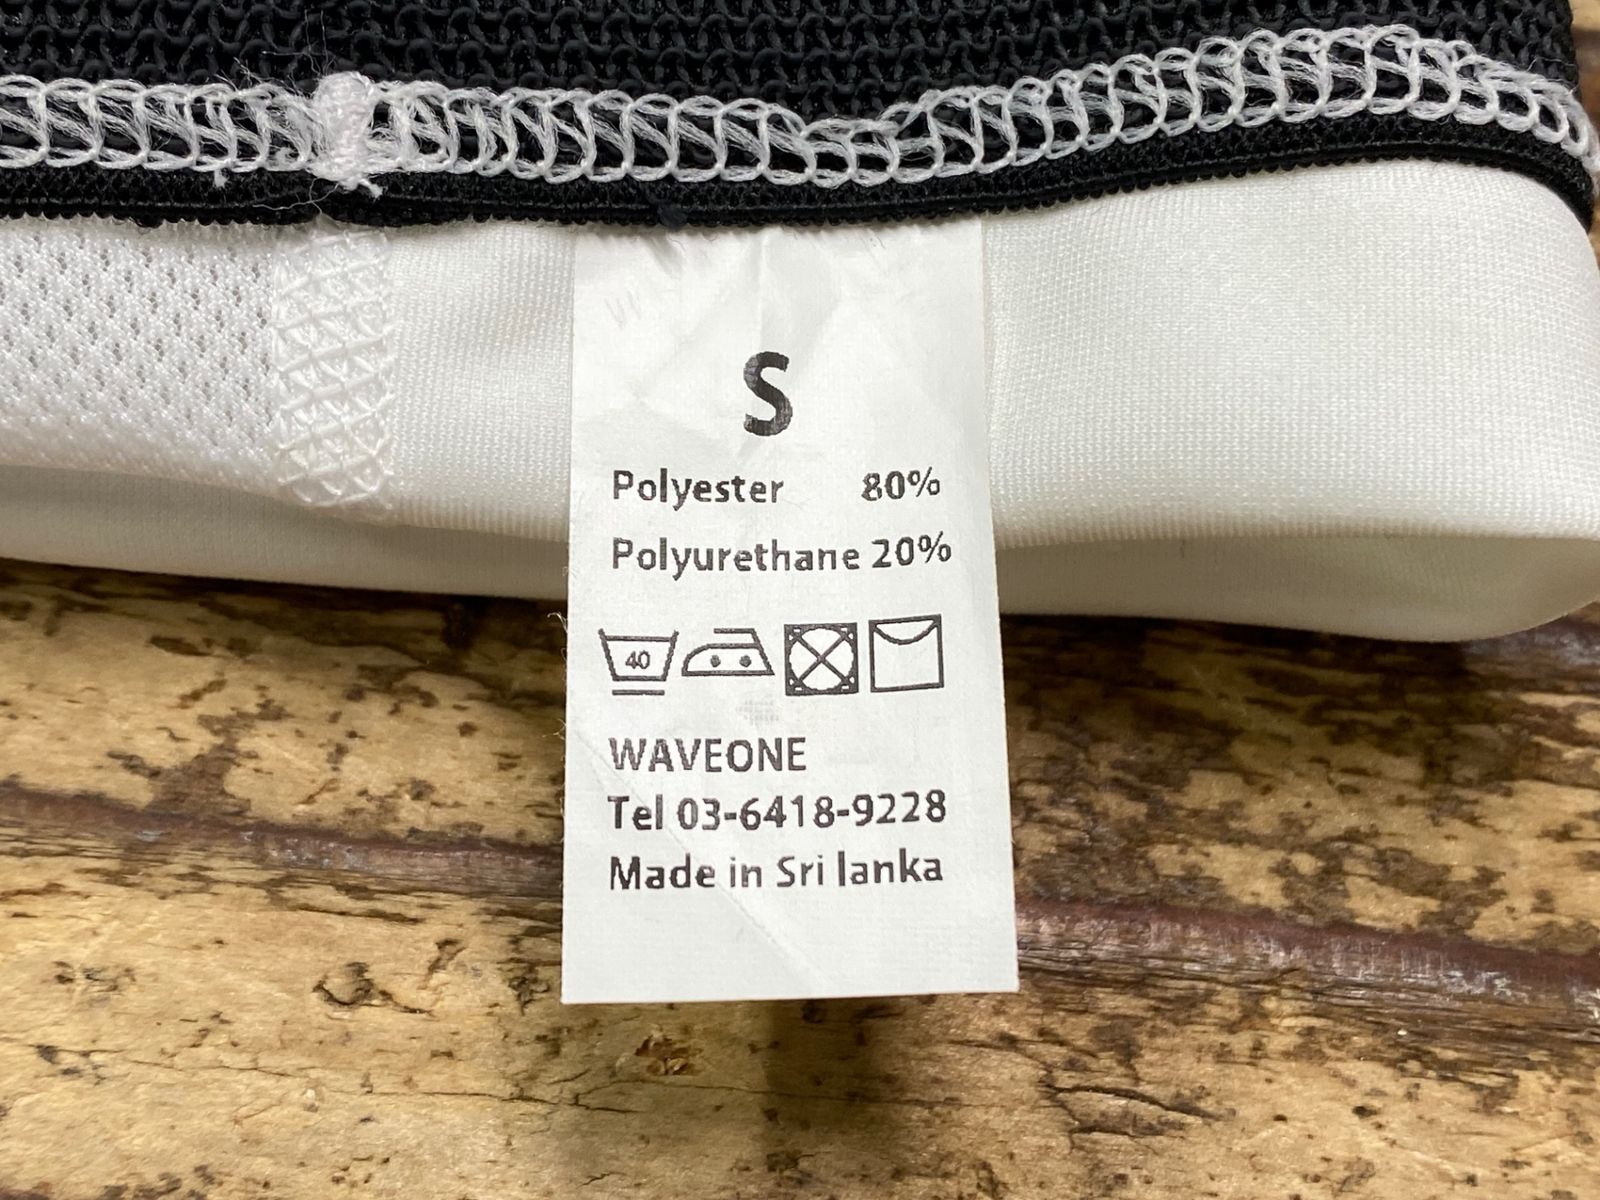 S
Polyester 80%
Polyurethane 20%
40
WAVEONE
Tel 03-6418-9228
Made in Sri lanka